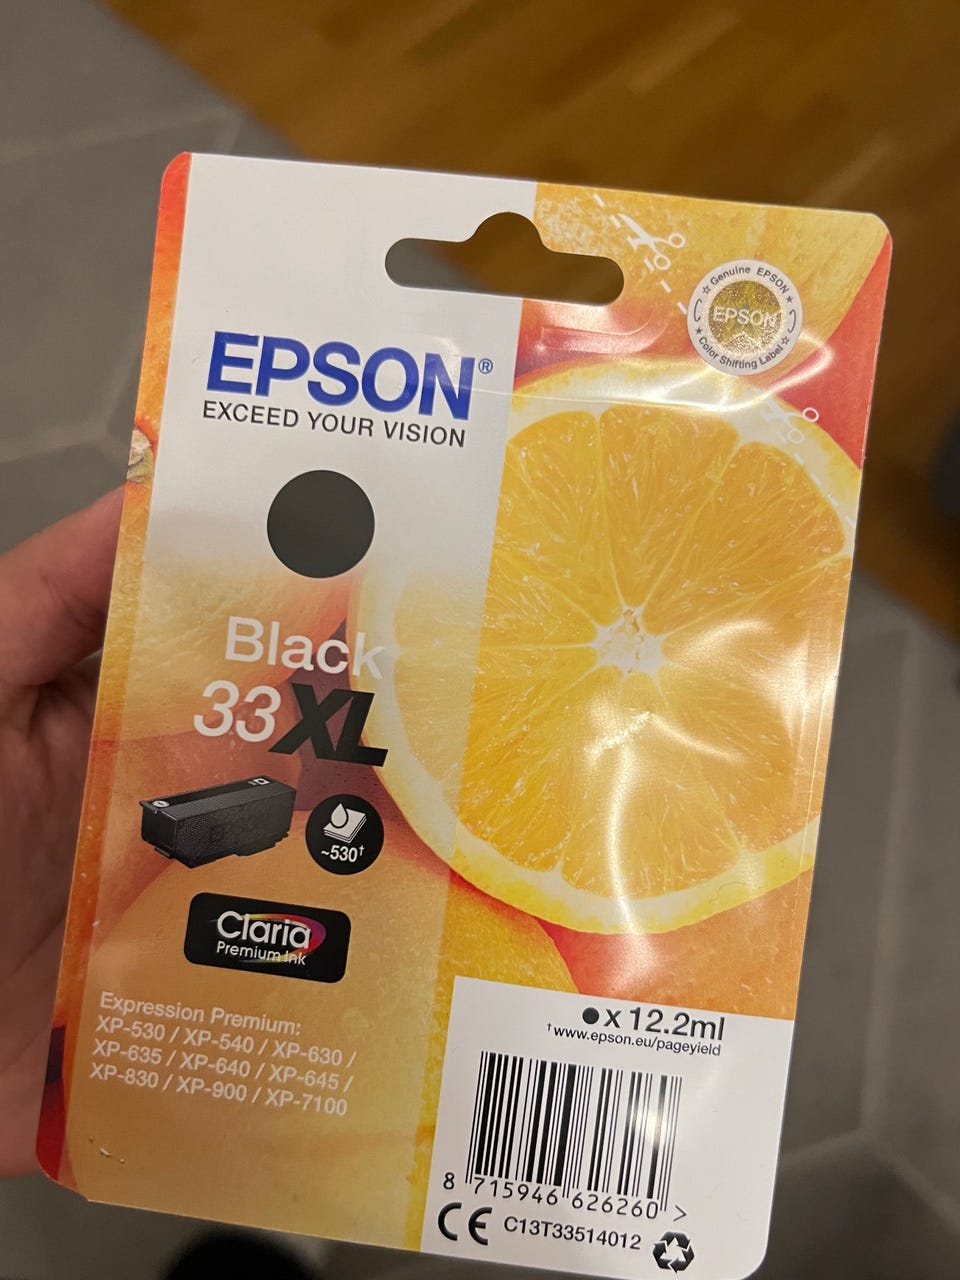 Genuine EPSON
EPSON
Color Shifting Label
EPSON®
EXCEED YOUR VISION
Black
33XL
EPSON
~530†
Claria
Premium Ink
Expression Premium:
XP-530 / XP-540 / XP-630 /
XP-635 / XP-640 / XP-645 /
XP-830 / XP-900 / XP-7100
x 12.2ml
†www.epson.eu/pageyield
8 715946 626260 >
CE C13T33514012